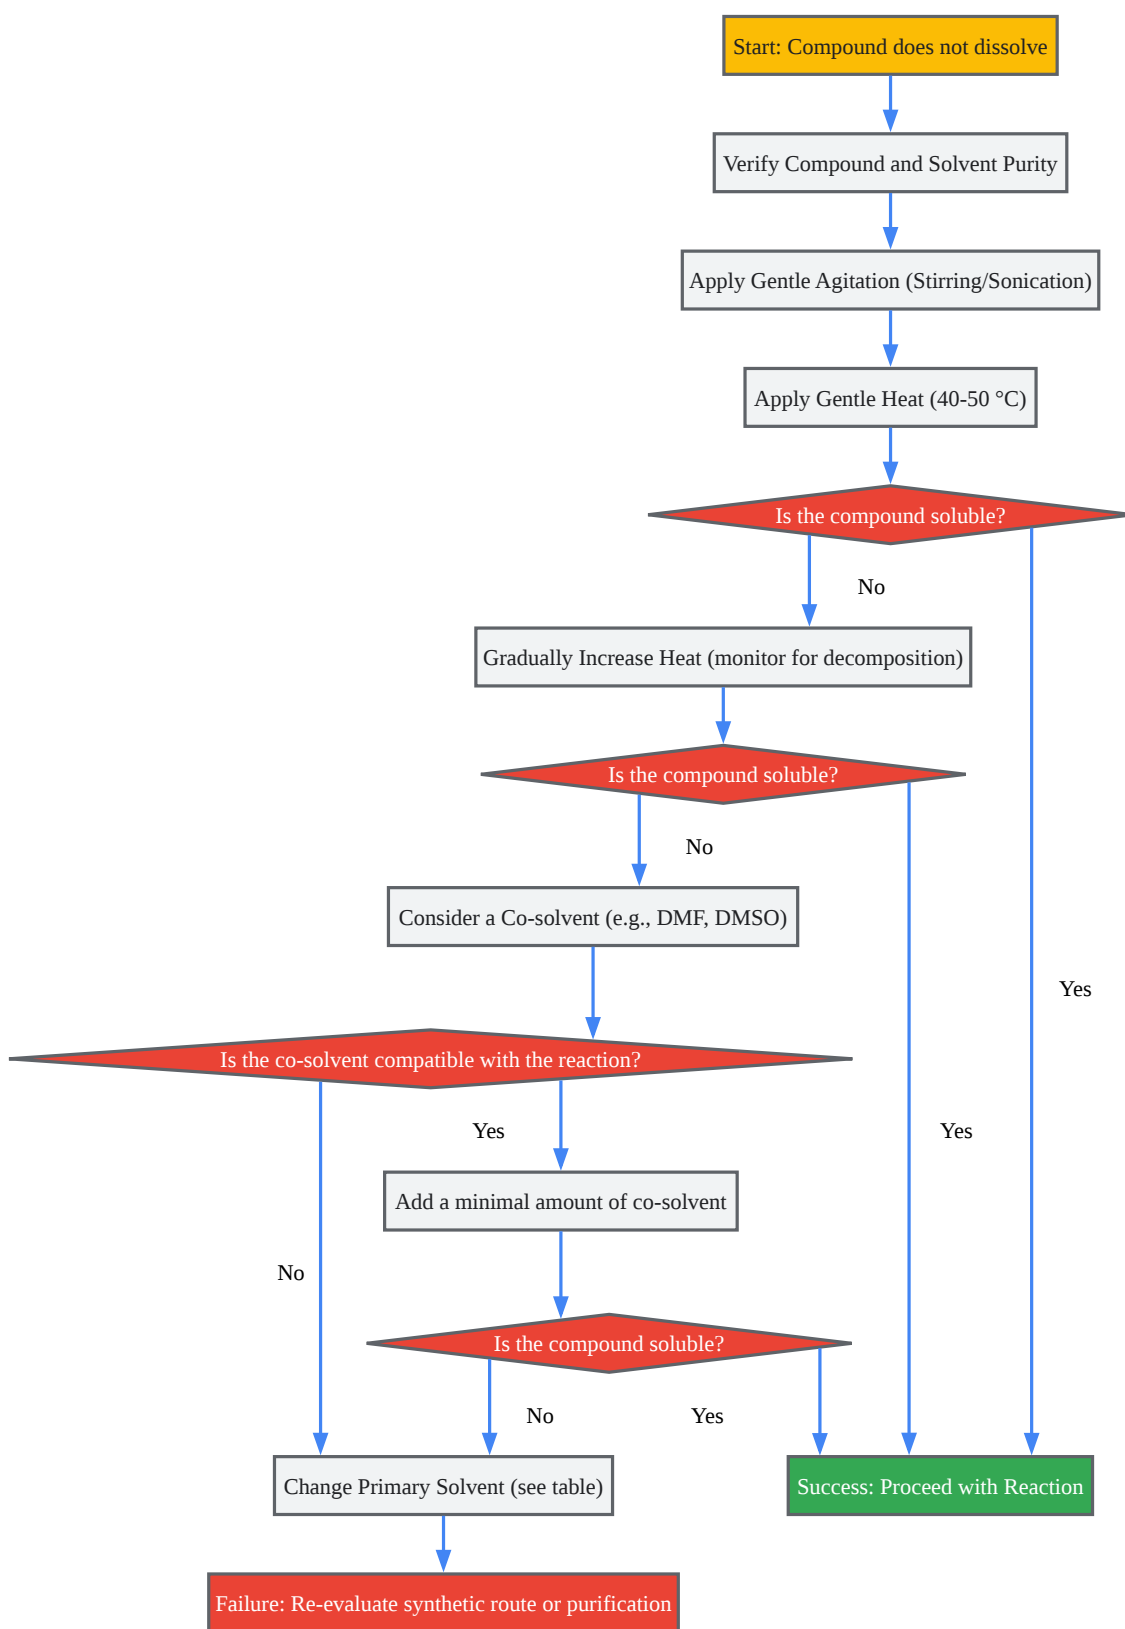 Start: Compound does not dissolve
Verify Compound and Solvent Purity
Apply Gentle Agitation (Stirring/Sonication)
Apply Gentle Heat (40-50 °C)
Is the compound soluble?
No
Gradually Increase Heat (monitor for decomposition)
Is the compound soluble?
No
Consider a Co-solvent (e.g., DMF, DMSO)
Yes
Is the co-solvent compatible with the reaction?
Yes
Yes
Add a minimal amount of co-solvent
No
Is the compound soluble?
No
Yes
Change Primary Solvent (see table)
Success: Proceed with Reaction
Failure: Re-evaluate synthetic route or purification